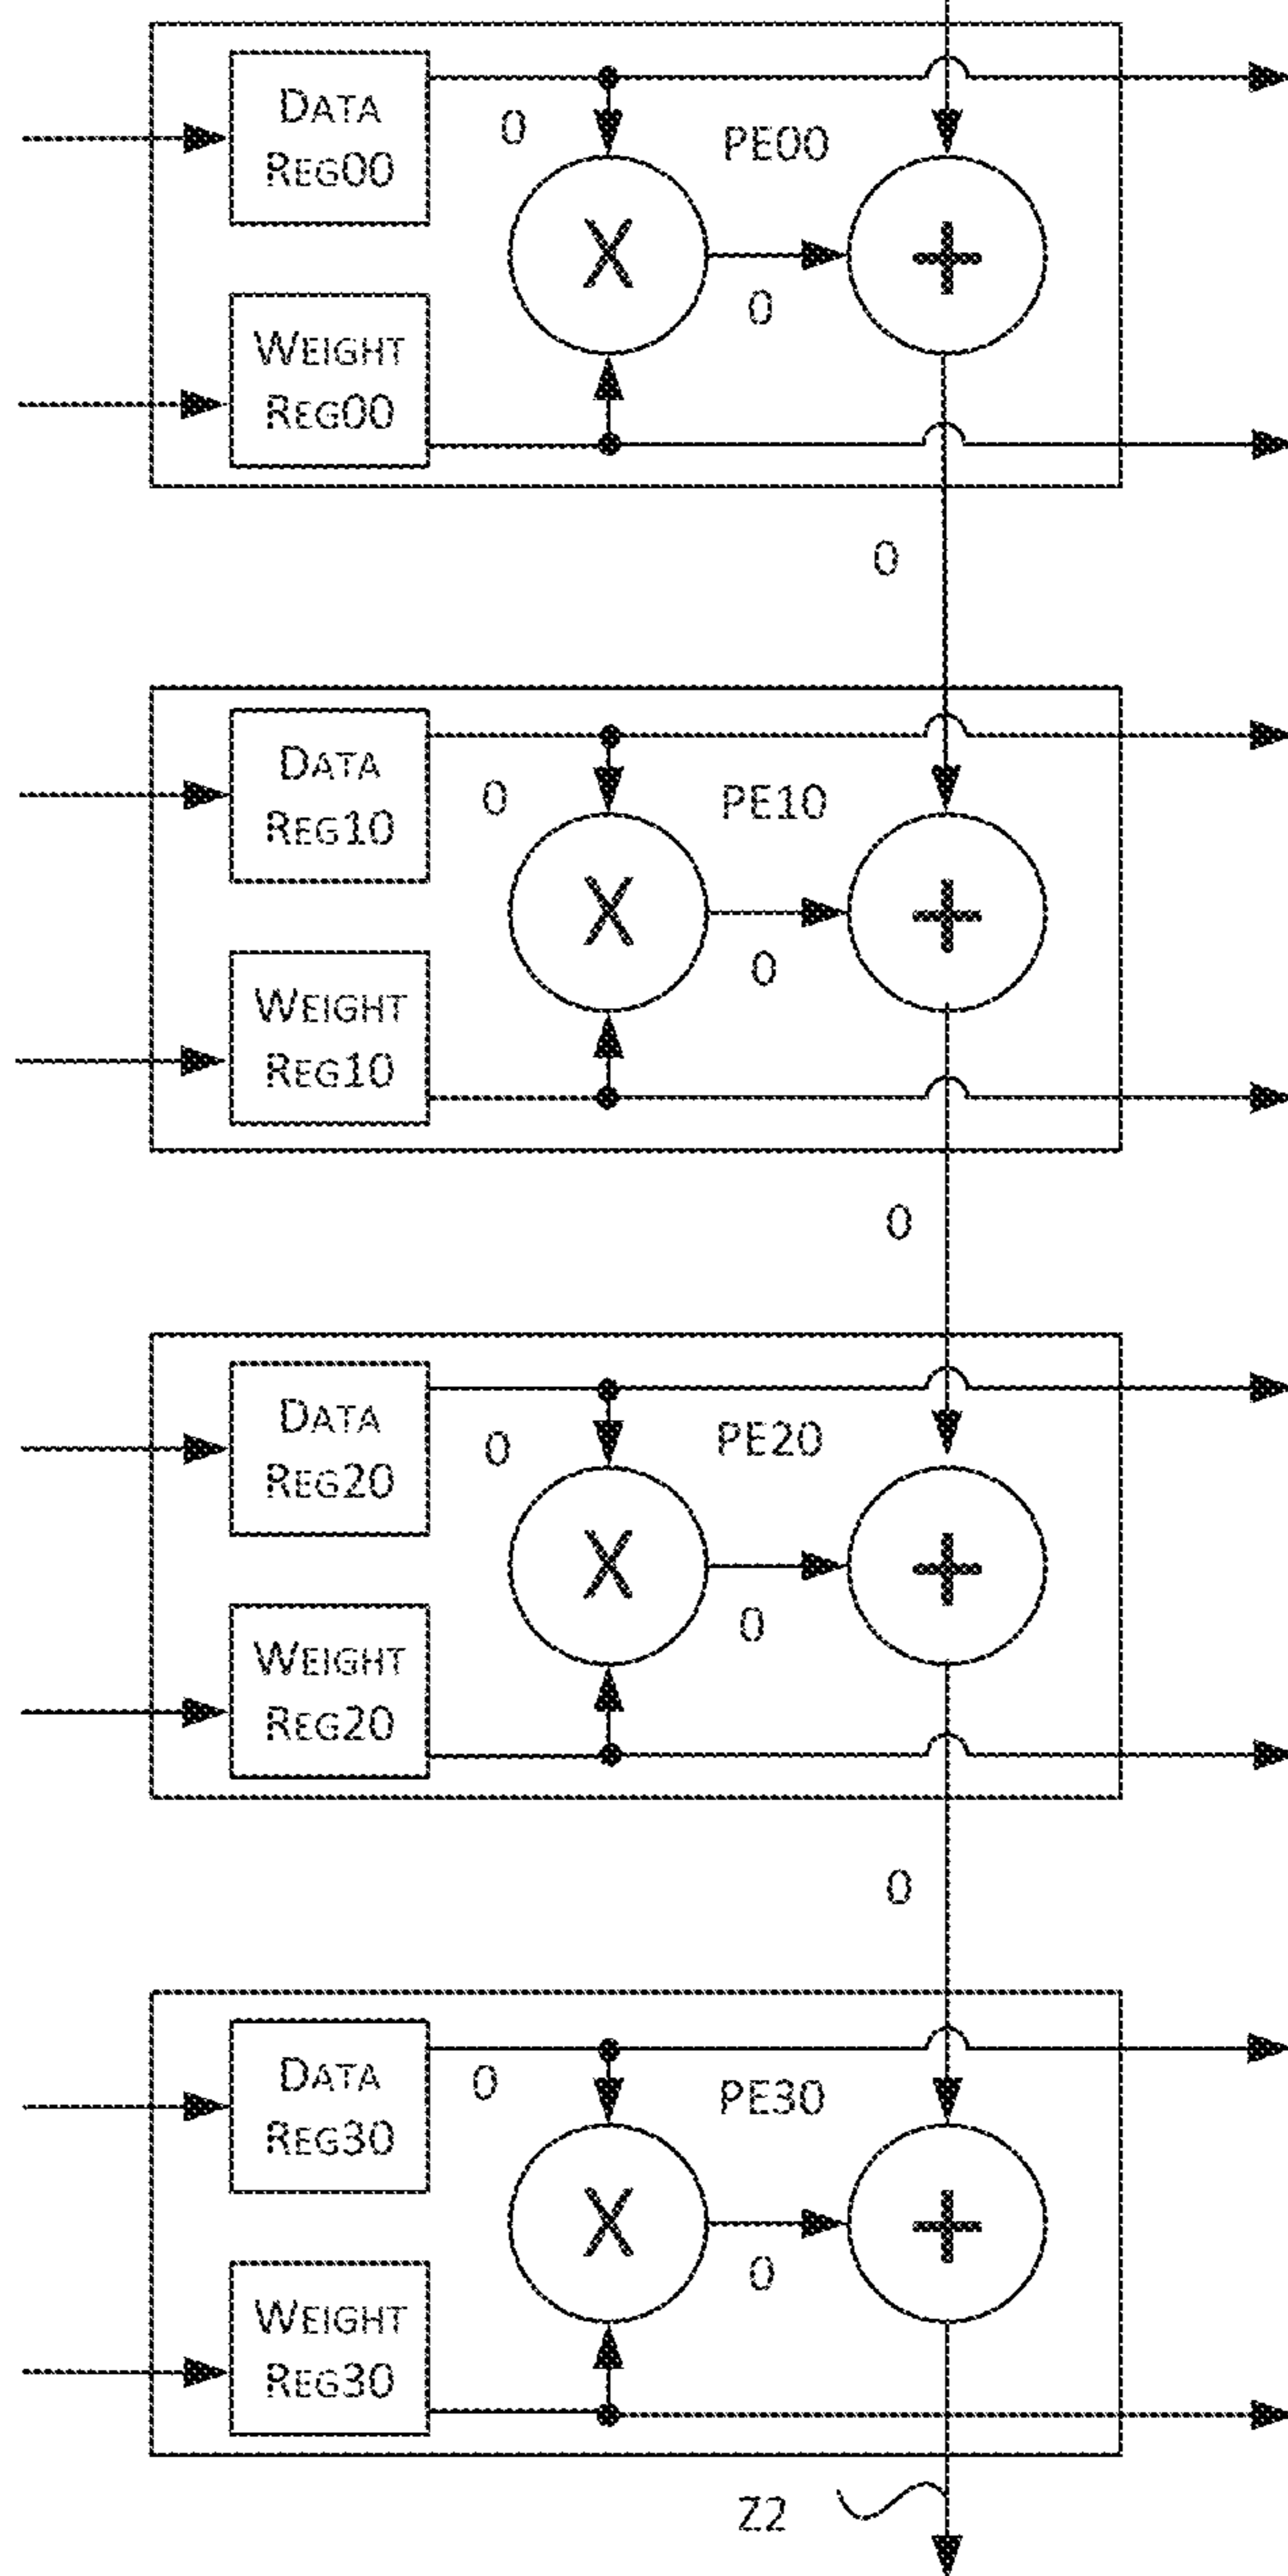 DATA
REG00
0
PE00
X
+
0
WEIGHT
REG00
0
DATA
REG10
0
PE10
X
+
0
WEIGHT
REG10
0
DATA
REG20
0
PE20
X
+
0
WEIGHT
REG20
0
DATA
REG30
0
PE30
X
+
0
WEIGHT
REG30
Z2